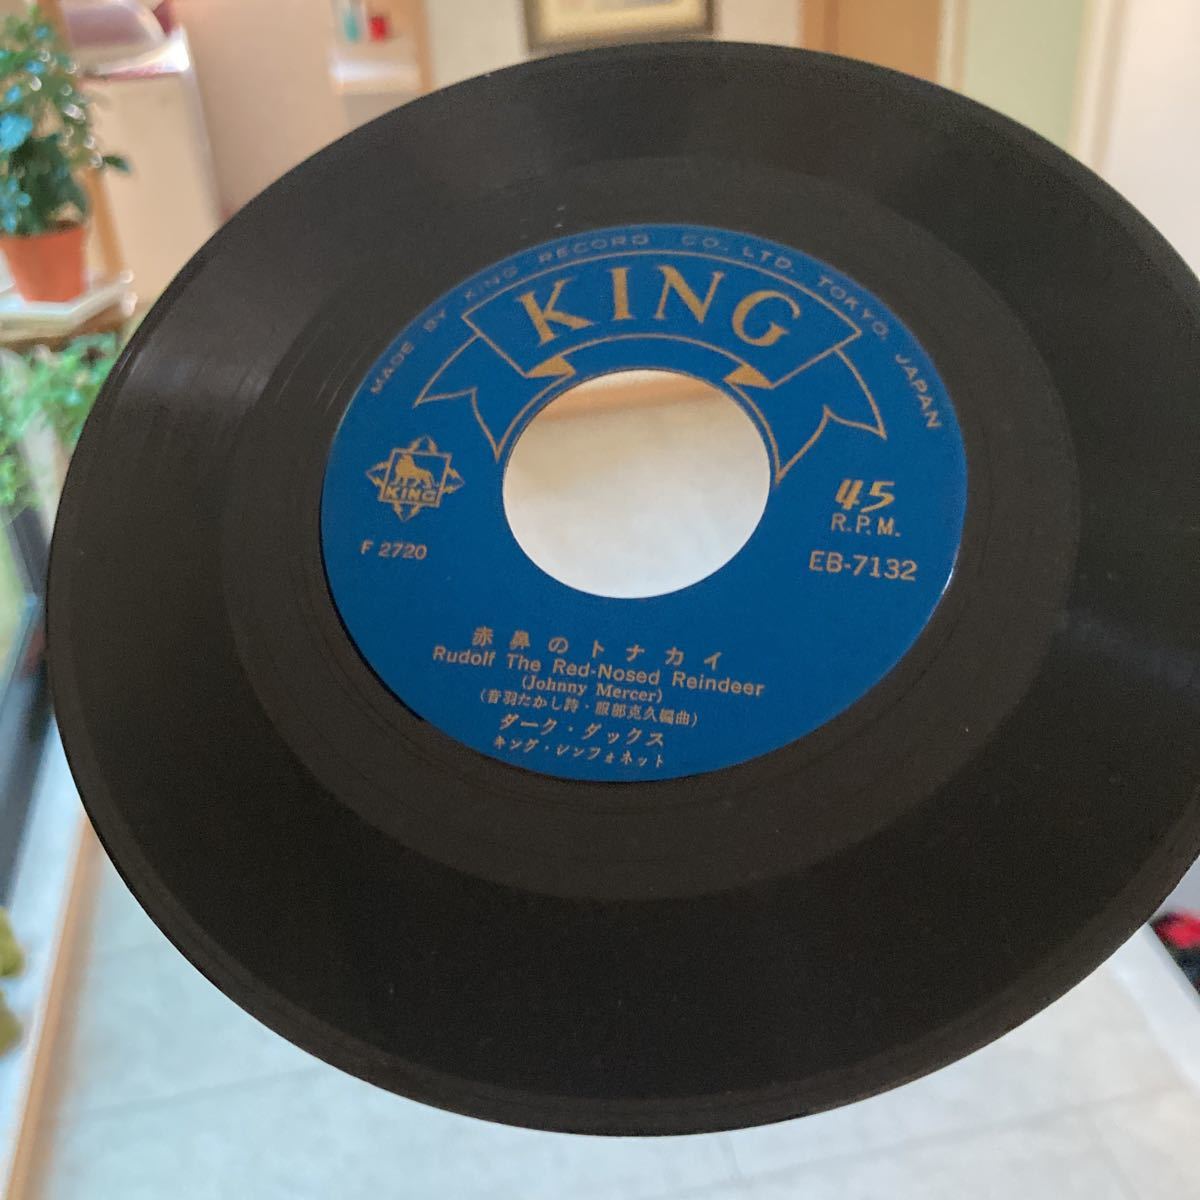 MADE BY KING RECORD CO., LTD. TOKYO, JAPAN
KING
KING
45
R.P.M.
F 2720
EB-7132
赤鼻のトナカイ
Rudolf The Red-Nosed Reindeer
(Johnny Mercer)
(音羽たかし詩・服部克久編曲)
ダーク・ダックス
キング・シンフォネット